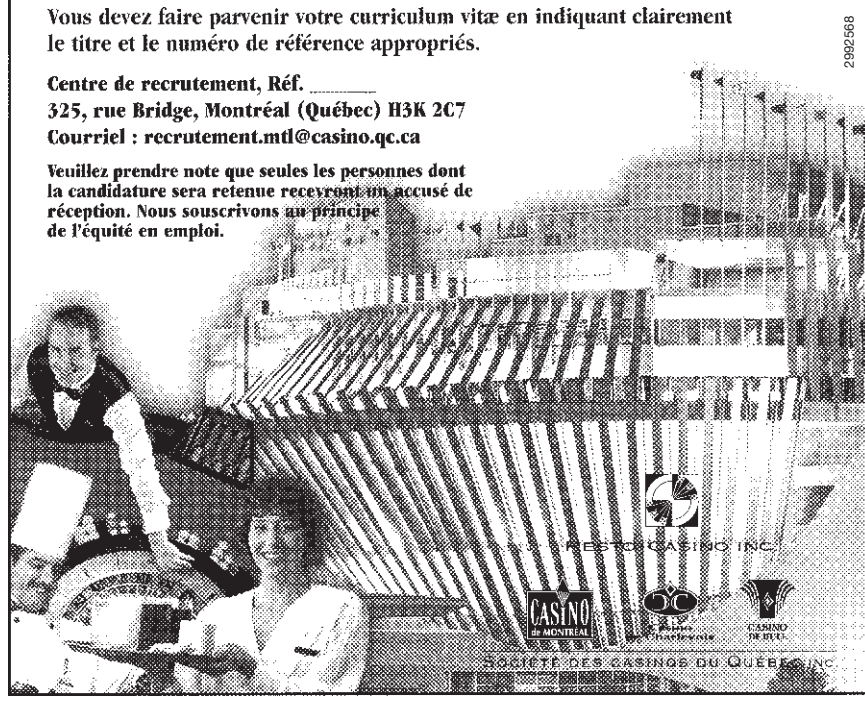 Vous devez faire parvenir votre curriculum vitæ en indiquant clairement
le titre et le numéro de référence appropriés.
Centre de recrutement, Réf. ________
325, rue Bridge, Montréal (Québec) H3K 2C7
Courriel : recrutement.mtl@casino.qc.ca
Veuillez prendre note que seules les personnes dont
la candidature sera retenue recevront un accusé de
réception. Nous souscrivons au principe
de l'équité en emploi.
2992568
RESTO-CASINO INC.
CASINO
de MONTRÉAL
Casino
de Charlevoix
CASINO
DE HULL
SOCIÉTÉ DES CASINOS DU QUÉBEC INC.